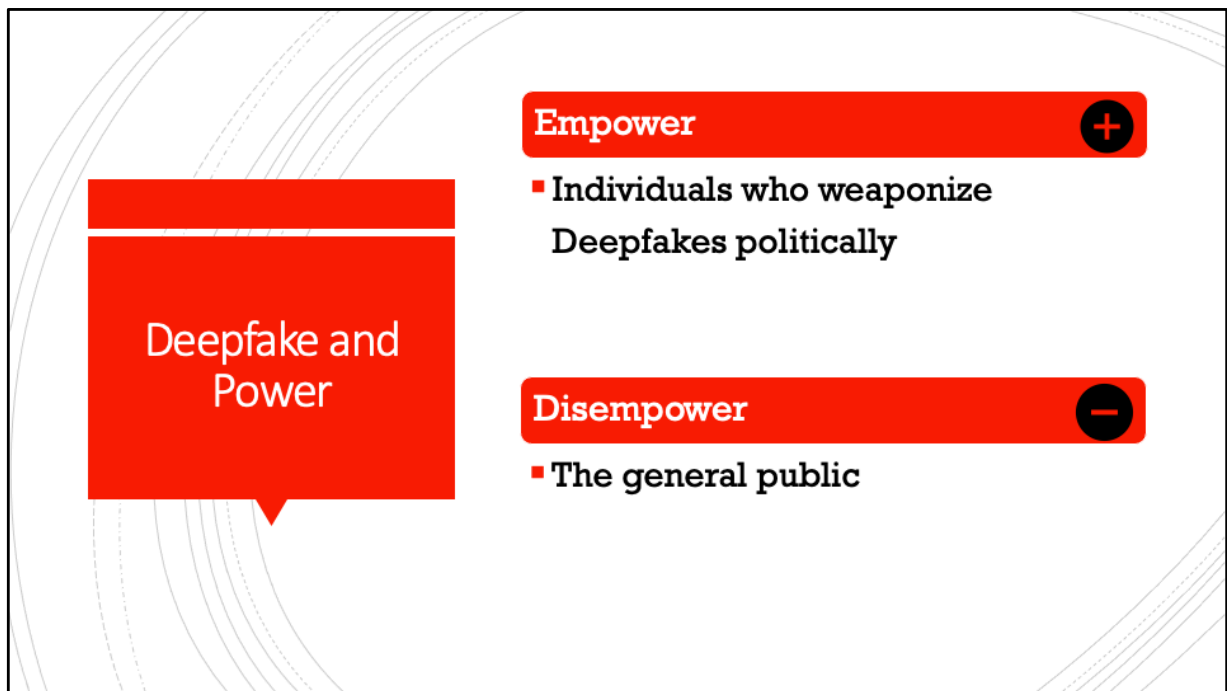 Deepfake and
Power
Empower
Individuals who weaponize
Deepfakes politically
Disempower
The general public